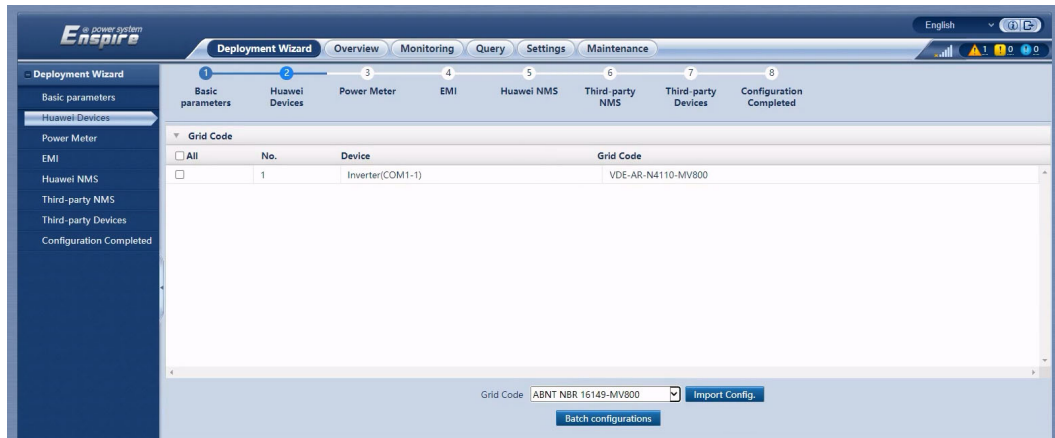 @ power system
Enspire
English
Deployment Wizard Overview Monitoring Query Settings Maintenance
1 0 0
Deployment Wizard
Basic parameters
Huawei Devices
Power Meter
EMI
Huawei NMS
Third-party NMS
Third-party Devices
Configuration Completed
1 2 3 4 5 6 7 8
Basic parameters Huawei Devices Power Meter EMI Huawei NMS Third-party NMS Third-party Devices Configuration Completed
Grid Code
All No. Device Grid Code
1 Inverter(COM1-1) VDE-AR-N4110-MV800
Grid Code ABNT NBR 16149-MV800 Import Config.
Batch configurations